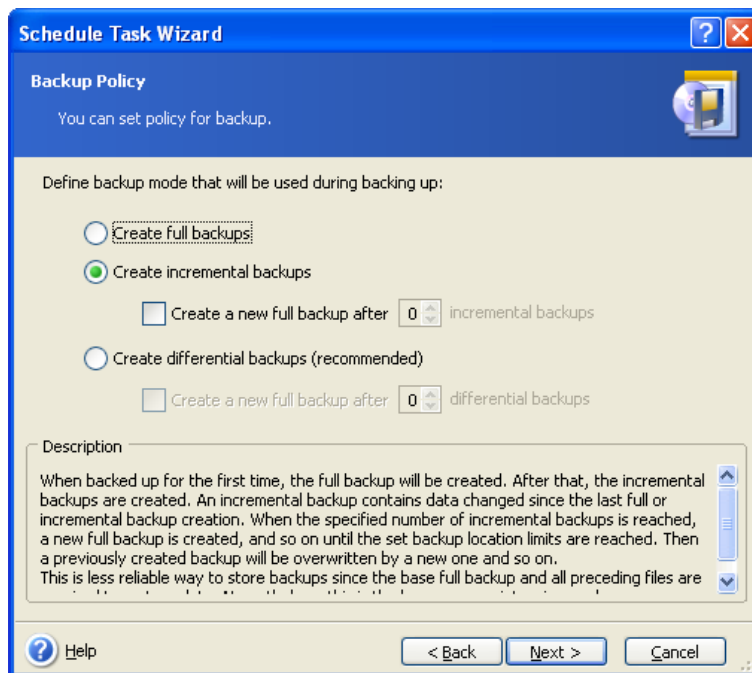 Schedule Task Wizard
Backup Policy
You can set policy for backup.
Define backup mode that will be used during backing up:
Create full backups
Create incremental backups
Create a new full backup after 0 incremental backups
Create differential backups (recommended)
Create a new full backup after 0 differential backups
Description
When backed up for the first time, the full backup will be created. After that, the incremental
backups are created. An incremental backup contains data changed since the last full or
incremental backup creation. When the specified number of incremental backups is reached,
a new full backup is created, and so on until the set backup location limits are reached. Then
a previously created backup will be overwritten by a new one and so on.
This is less reliable way to store backups since the base full backup and all preceding files are
Help
< Back
Next >
Cancel